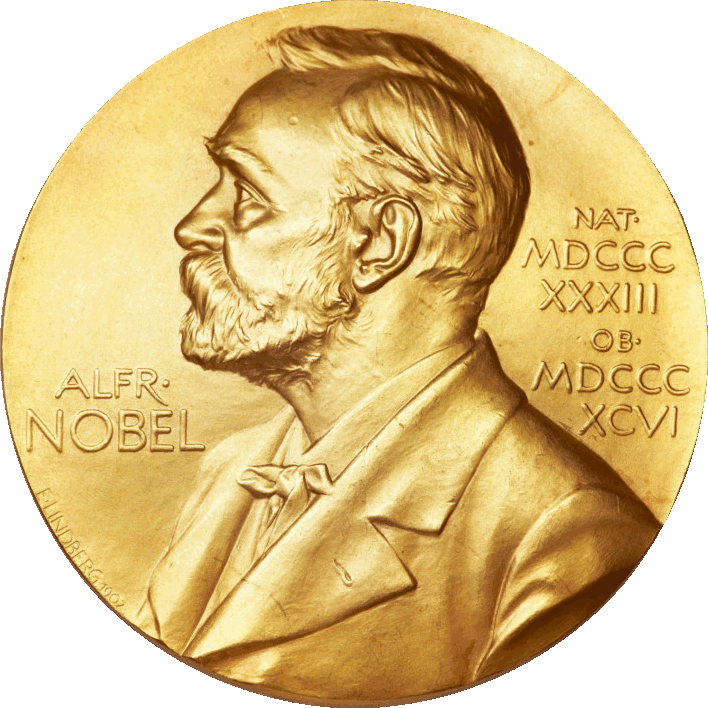 ALFR·
NOBEL
NAT·
MDCCC
XXXIII
·OB·
MDCCC
XCVI
E·LINDBERG 1902